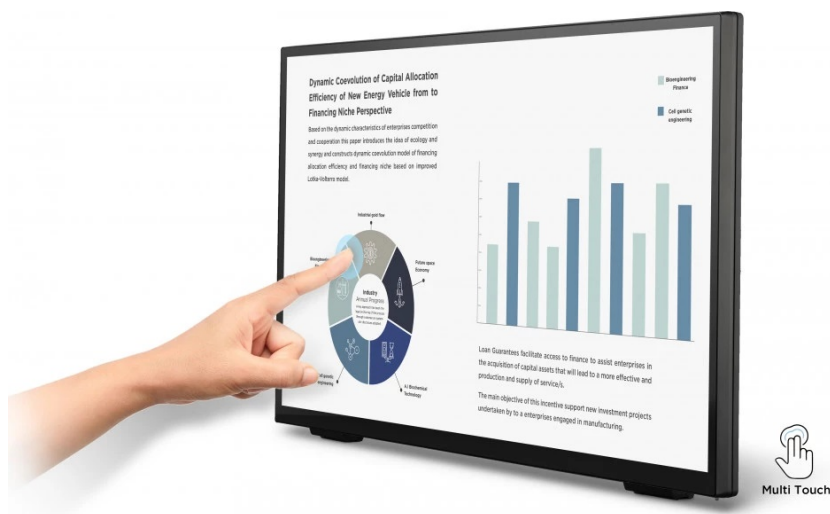 Dynamic Coevolution of Capital Allocation
Efficiency of New Energy Vehicle from to
Financing Niche Perspective
Based on the dynamic characteristics of enterprises competition
and cooperation this paper introduces the idea of ecology and
synergy and constructs dynamic coevolution model of financing
allocation efficiency and financing niche based on improved
Lotka-Volterra model.
Industrial gred flow
Future space
Economy
Industry
Annual Progress
A.I Biochemical
Technology
engineering
Bioengineering
Finance
Cell genetic
engineering
Loan Guarantees facilitate access to finance to assist enterprises in
the acquisition of capital assets that will lead to a more effective and
production and supply of service/s.
The main objective of this incentive support new investment projects
undertaken by to a enterprises engaged in manufacturing.
Multi Touch